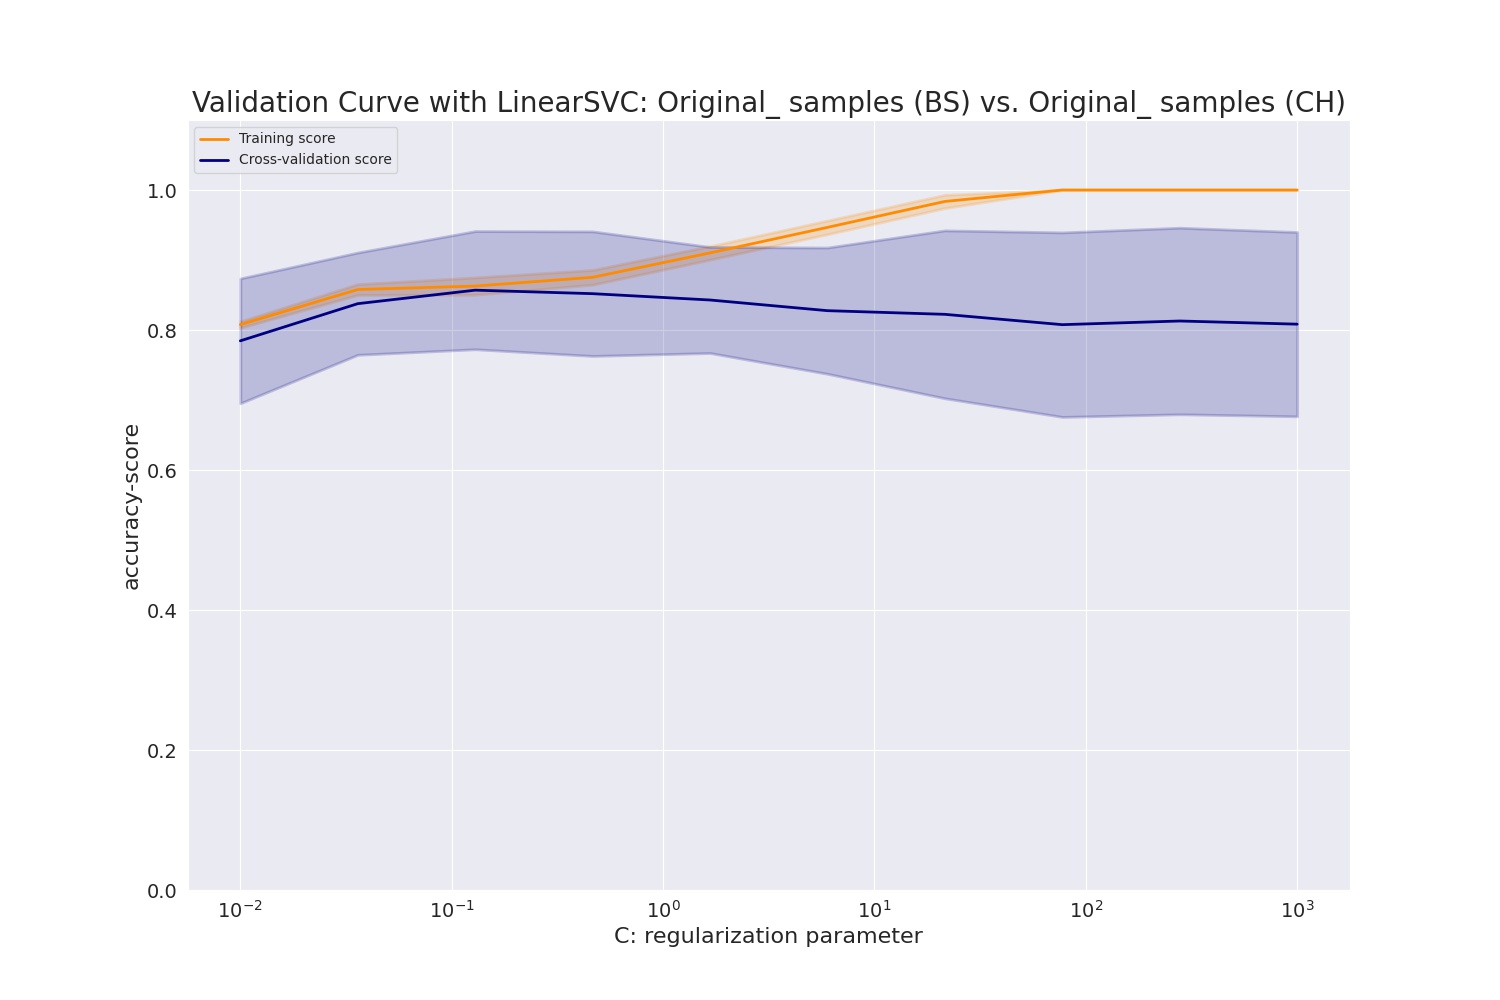 Validation Curve with LinearSVC: Original_ samples (BS) vs. Original_ samples (CH)
Training score
Cross-validation score
1.0
0.8
0.6
0.4
0.2
0.0
accuracy-score
10⁻² 10⁻¹ 10⁰ 10¹ 10² 10³
C: regularization parameter